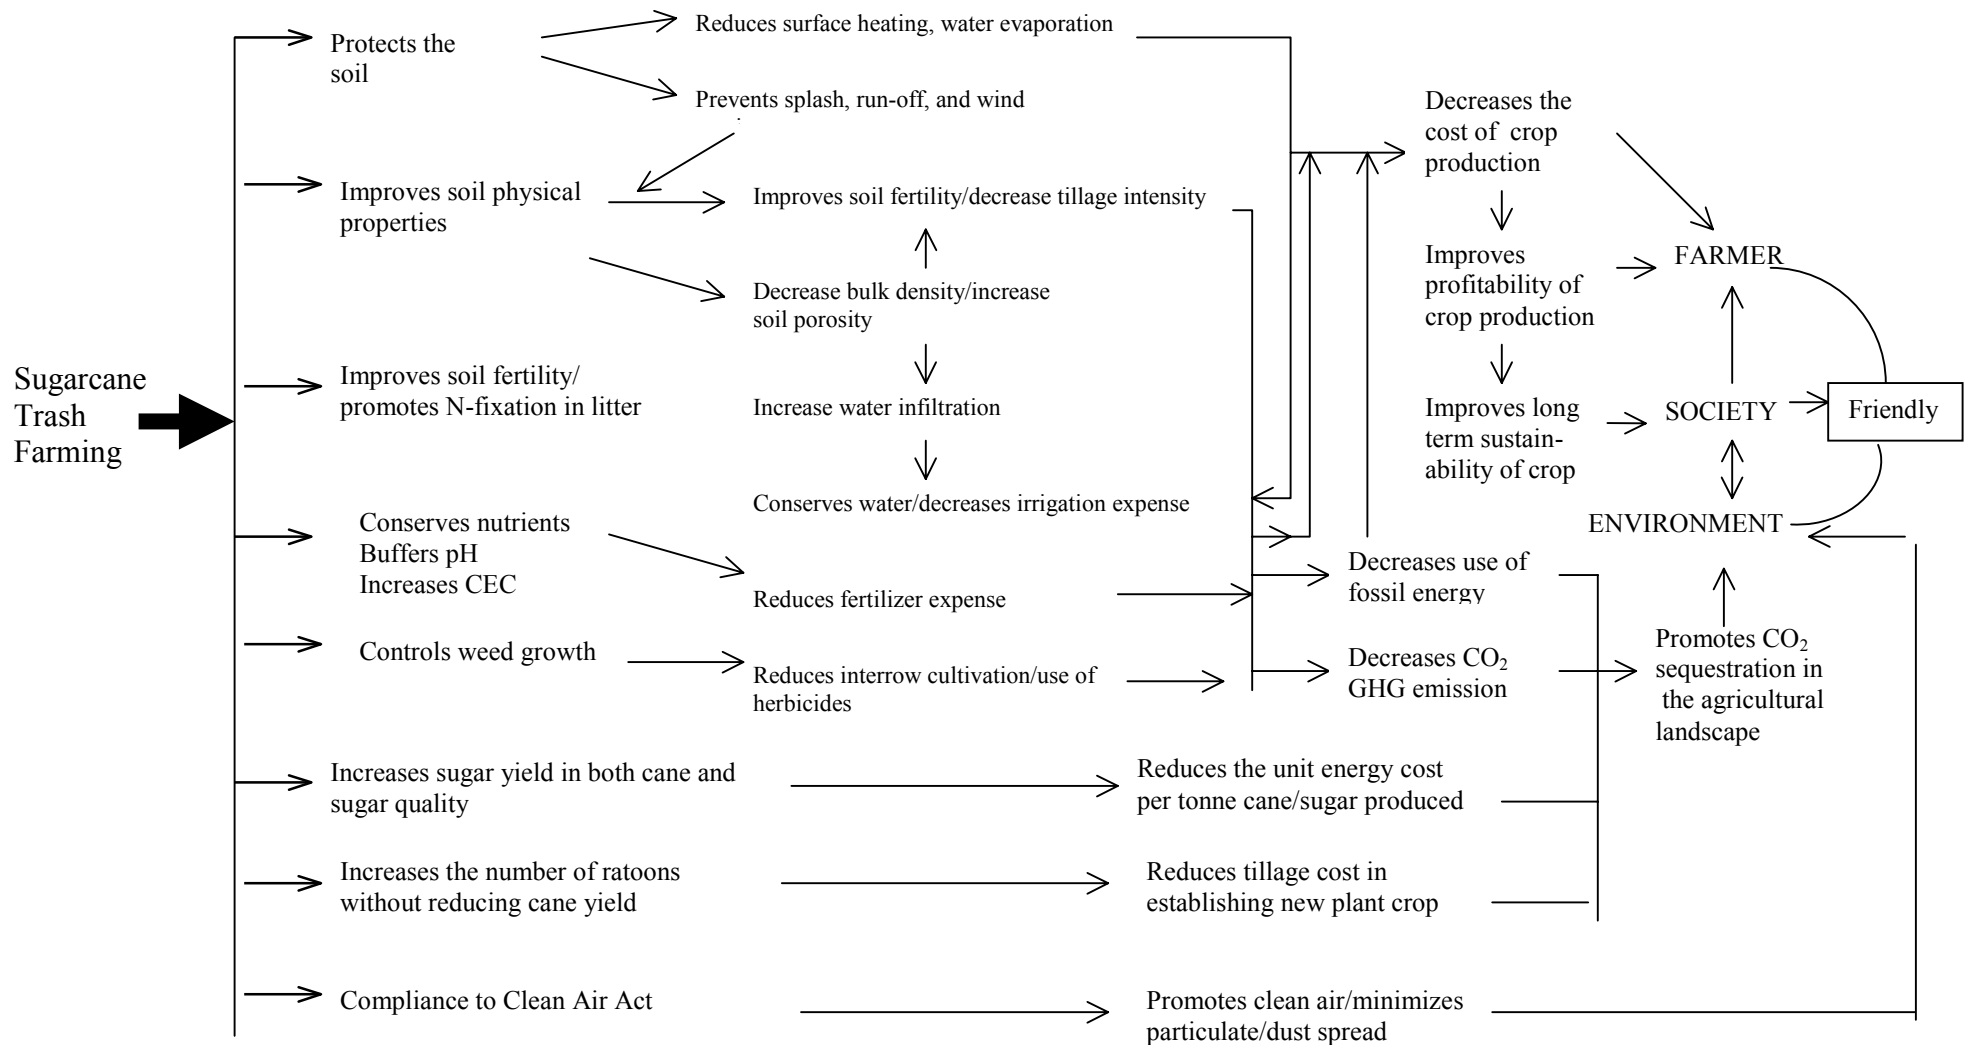 Sugarcane
Trash
Farming
Protects the
soil
Improves soil physical
properties
Improves soil fertility/
promotes N-fixation in litter
Conserves nutrients
Buffers pH
Increases CEC
Controls weed growth
Increases sugar yield in both cane and
sugar quality
Increases the number of ratoons
without reducing cane yield
Compliance to Clean Air Act
Reduces surface heating, water evaporation
Prevents splash, run-off, and wind
Improves soil fertility/decrease tillage intensity
Decrease bulk density/increase
soil porosity
Increase water infiltration
Conserves water/decreases irrigation expense
Reduces fertilizer expense
Reduces interrow cultivation/use of
herbicides
Reduces the unit energy cost
per tonne cane/sugar produced
Reduces tillage cost in
establishing new plant crop
Promotes clean air/minimizes
particulate/dust spread
Decreases the
cost of crop
production
Improves
profitability of
crop production
Improves long
term sustain-
ability of crop
Decreases use of
fossil energy
Decreases CO₂
GHG emission
FARMER
SOCIETY
ENVIRONMENT
Promotes CO₂
sequestration in
the agricultural
landscape
Friendly